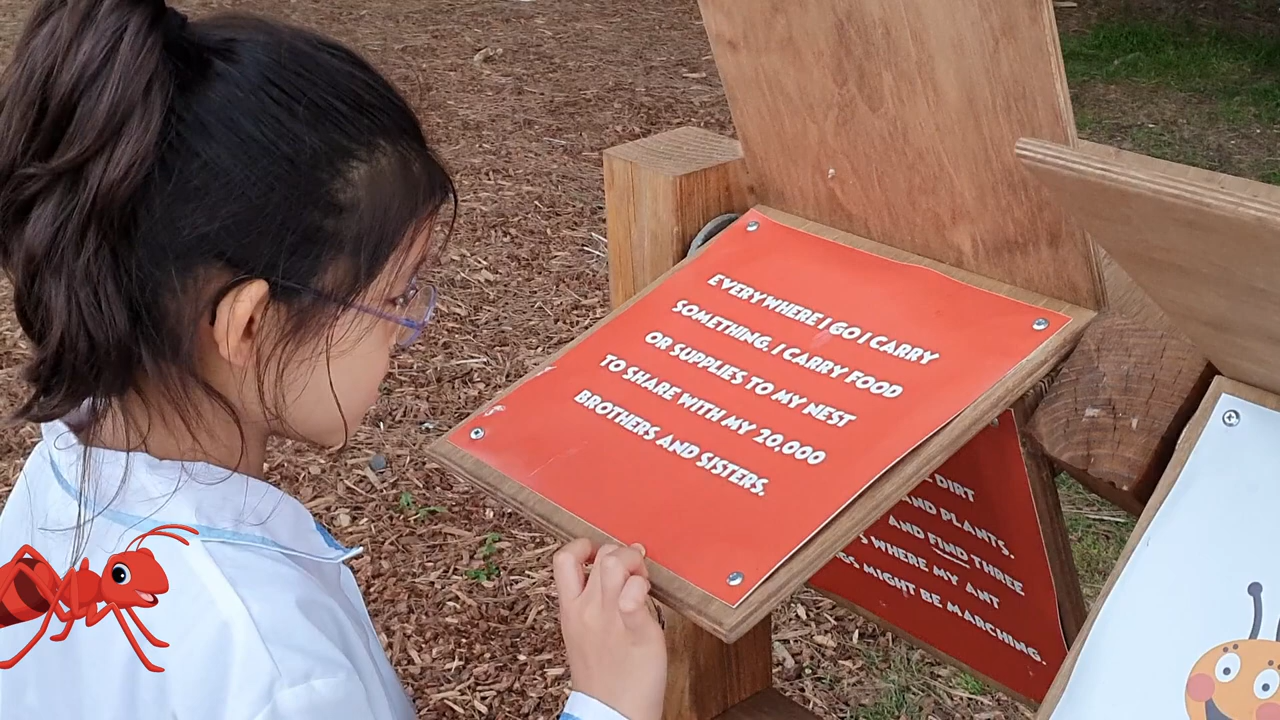 EVERYWHERE I GO I CARRY
SOMETHING. I CARRY FOOD
OR SUPPLIES TO MY NEST
TO SHARE WITH MY 20,000
BROTHERS AND SISTERS.
DIRT
AND PLANTS.
AND FIND THREE
WHERE MY ANT
MIGHT BE MARCHING.